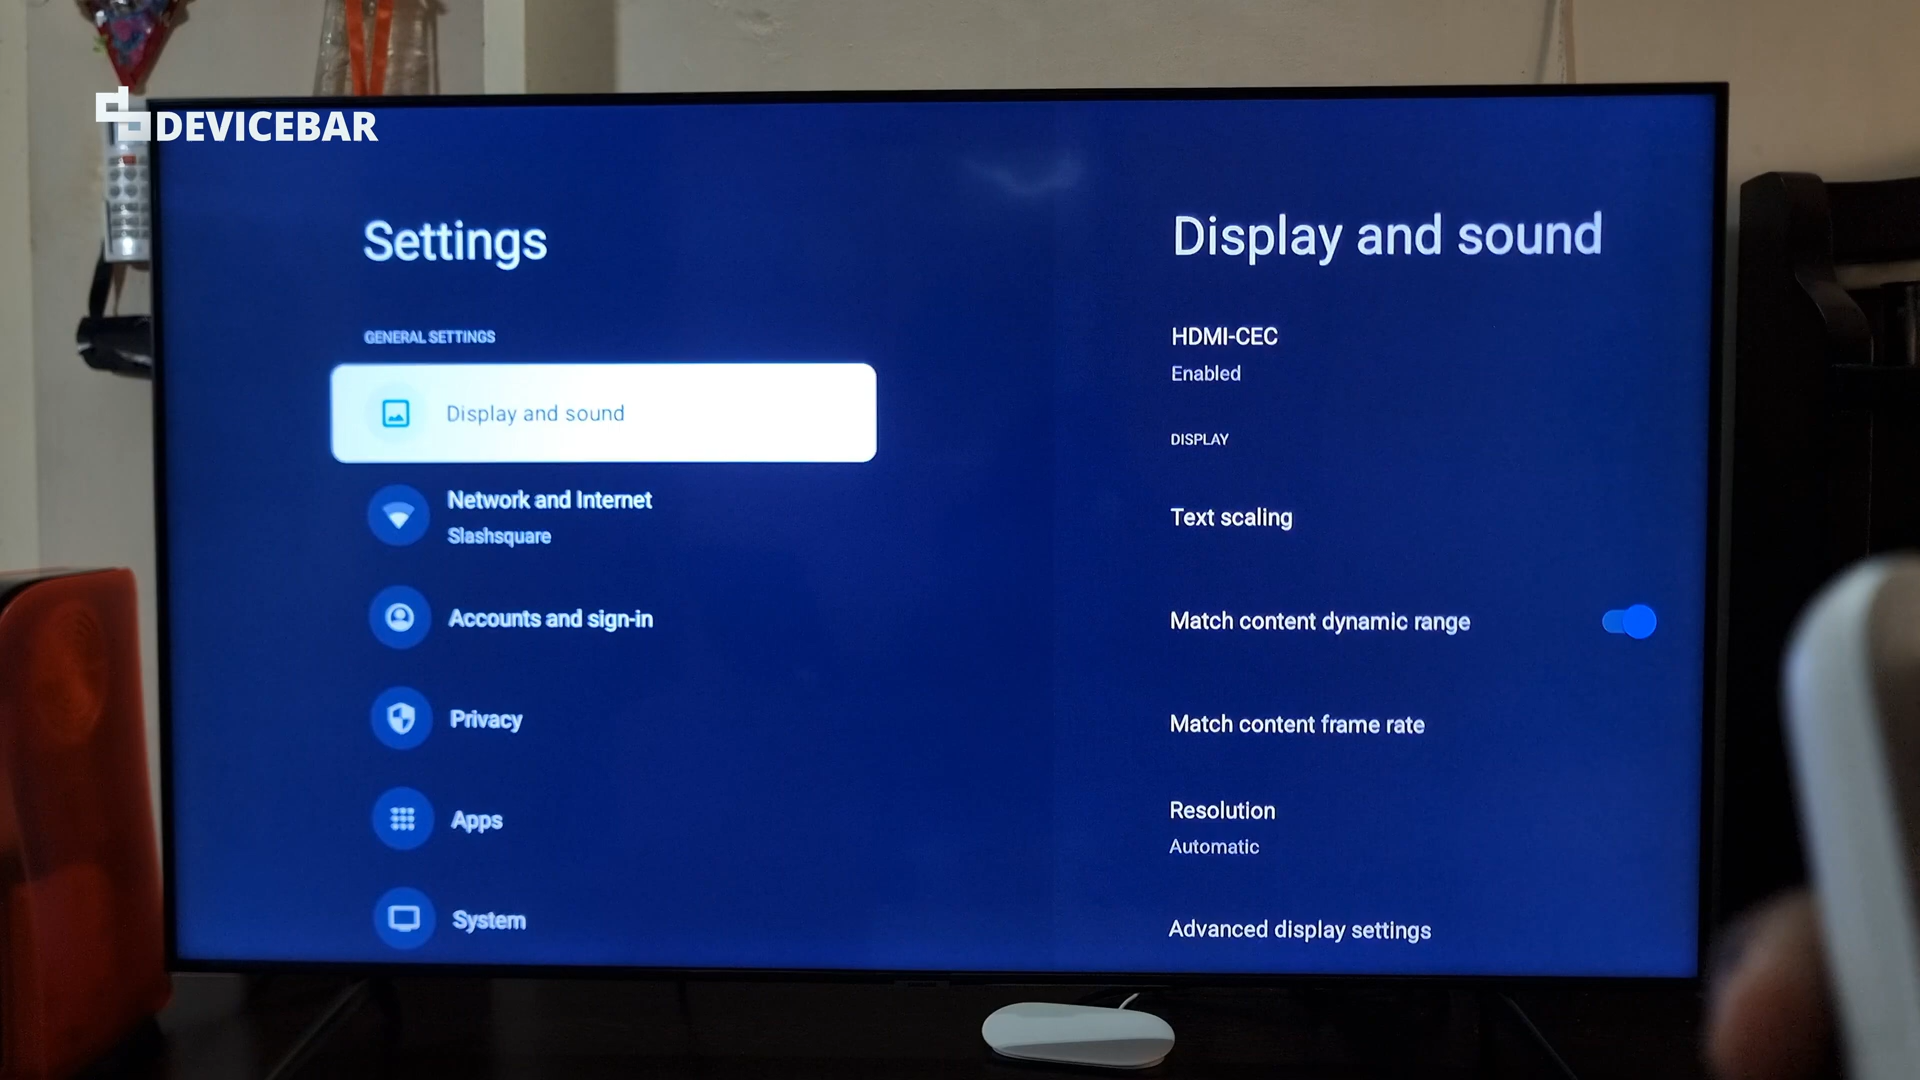 DEVICEBAR
Settings
GENERAL SETTINGS
Display and sound
Network and Internet
Slashsquare
Accounts and sign-in
Privacy
Apps
System
Display and sound
HDMI-CEC
Enabled
DISPLAY
Text scaling
Match content dynamic range
Match content frame rate
Resolution
Automatic
Advanced display settings